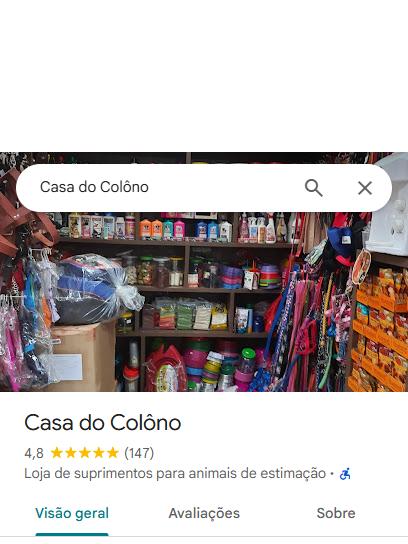 Casa do Colôno
Casa do Colôno
4,8 (147)
Loja de suprimentos para animais de estimação ·
Visão geral
Avaliações
Sobre